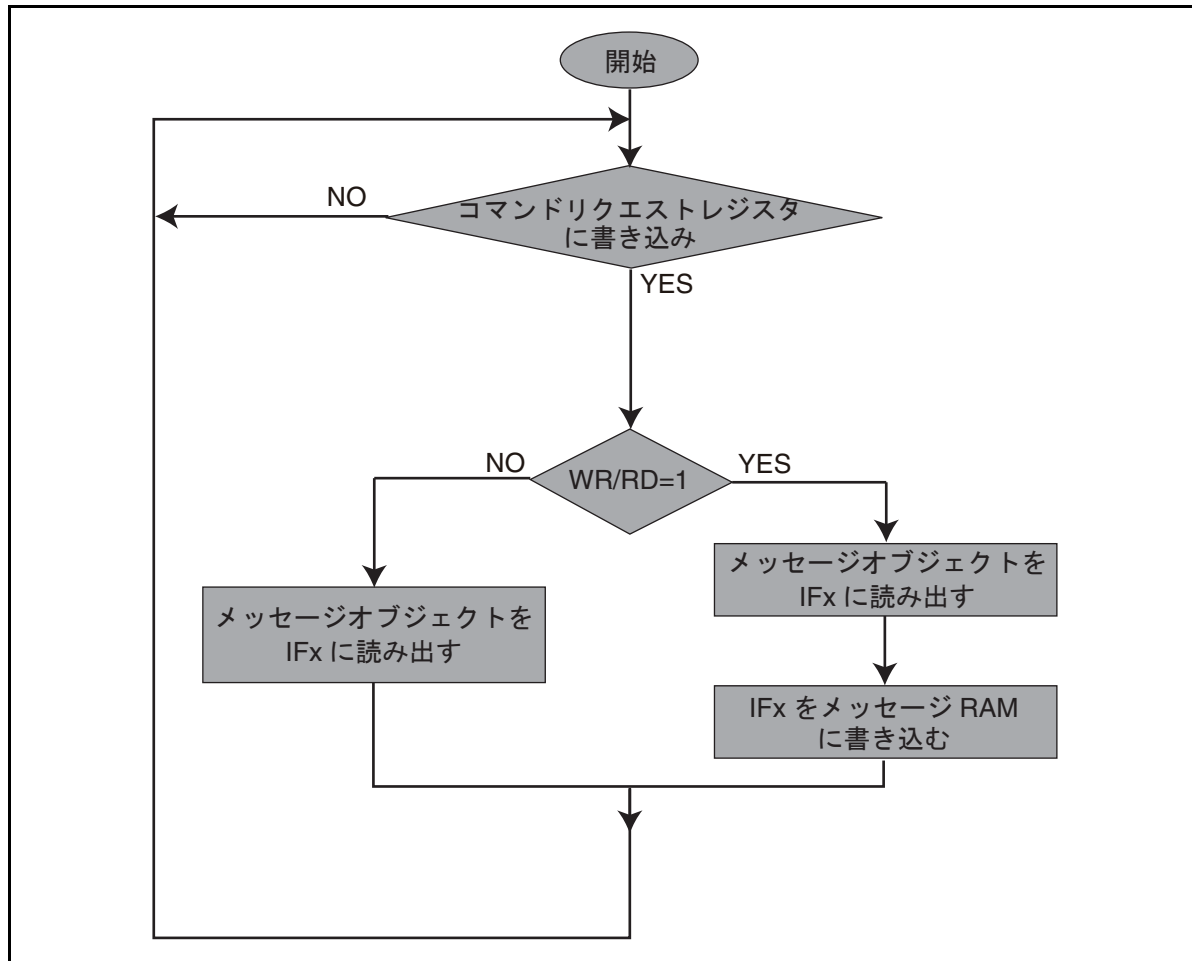 開始
NO
コマンドリクエストレジスタ
に書き込み
YES
NO
WR/RD=1
YES
メッセージオブジェクトを
IFx に読み出す
メッセージオブジェクトを
IFx に読み出す
IFx をメッセージ RAM
に書き込む